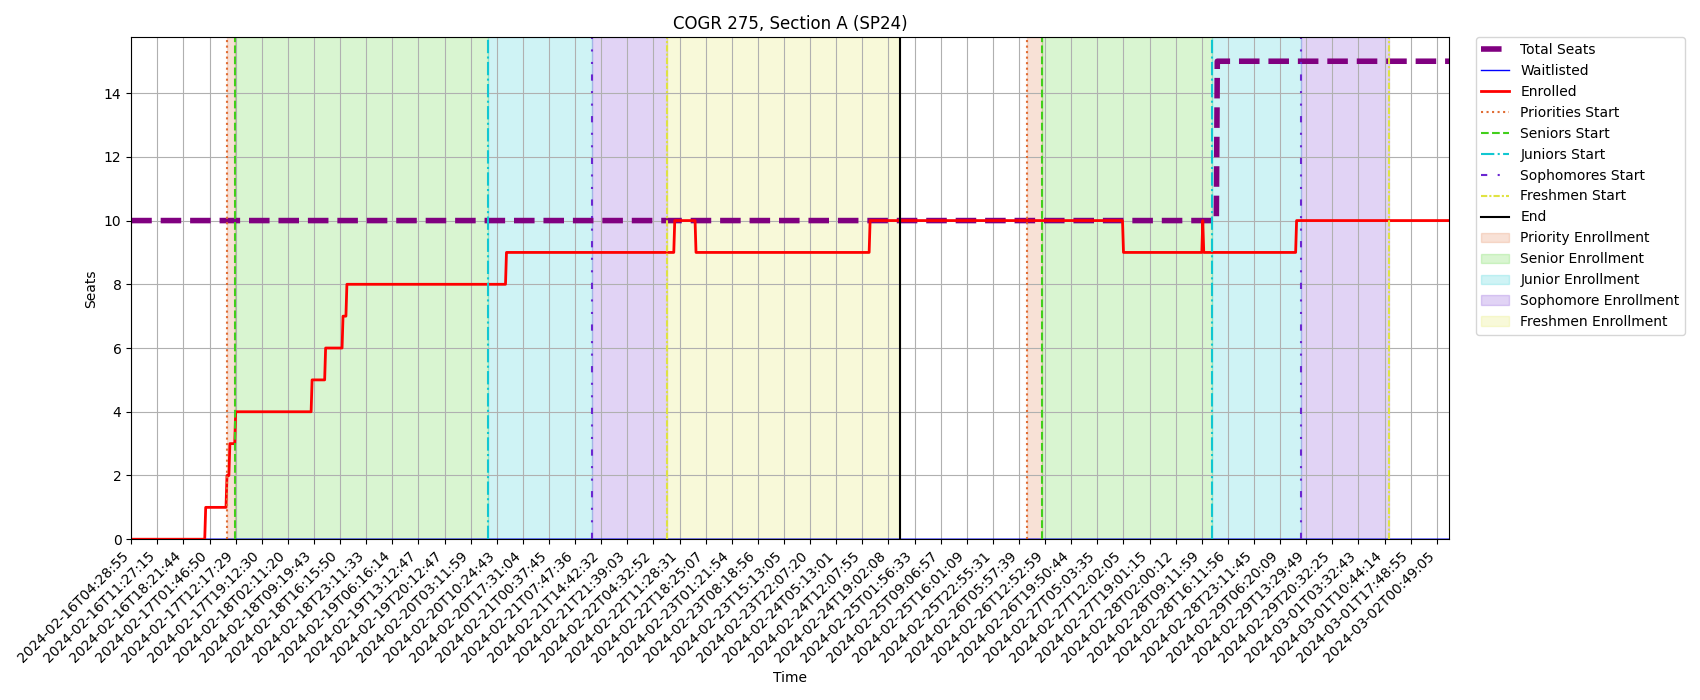 COGR 275, Section A (SP24)
Total Seats
Waitlisted
Enrolled
Priorities Start
Seniors Start
Juniors Start
Sophomores Start
Freshmen Start
End
Priority Enrollment
Senior Enrollment
Junior Enrollment
Sophomore Enrollment
Freshmen Enrollment
Seats
14
12
10
8
6
4
2
0
2024-02-16T04:28:55
2024-02-16T11:27:15
2024-02-16T18:21:44
2024-02-17T01:46:50
2024-02-17T12:17:29
2024-02-17T19:12:30
2024-02-18T02:11:20
2024-02-18T09:19:43
2024-02-18T16:15:50
2024-02-18T23:11:33
2024-02-19T06:16:14
2024-02-19T13:12:47
2024-02-19T20:12:47
2024-02-20T03:11:59
2024-02-20T10:24:43
2024-02-20T17:31:04
2024-02-21T00:37:45
2024-02-21T07:47:36
2024-02-21T14:42:32
2024-02-21T21:39:03
2024-02-22T04:32:52
2024-02-22T11:28:31
2024-02-22T18:25:07
2024-02-23T01:21:54
2024-02-23T08:18:56
2024-02-23T15:13:05
2024-02-23T22:07:20
2024-02-24T05:13:01
2024-02-24T12:07:55
2024-02-24T19:02:08
2024-02-25T01:56:33
2024-02-25T09:06:57
2024-02-25T16:01:09
2024-02-25T22:55:31
2024-02-26T05:57:39
2024-02-26T12:52:59
2024-02-26T19:50:44
2024-02-27T05:03:35
2024-02-27T12:02:05
2024-02-27T19:01:15
2024-02-28T02:00:12
2024-02-28T09:11:59
2024-02-28T16:11:56
2024-02-28T23:11:45
2024-02-29T06:20:09
2024-02-29T13:29:49
2024-02-29T20:32:25
2024-03-01T03:32:43
2024-03-01T10:44:14
2024-03-01T17:48:55
2024-03-02T00:49:05
Time